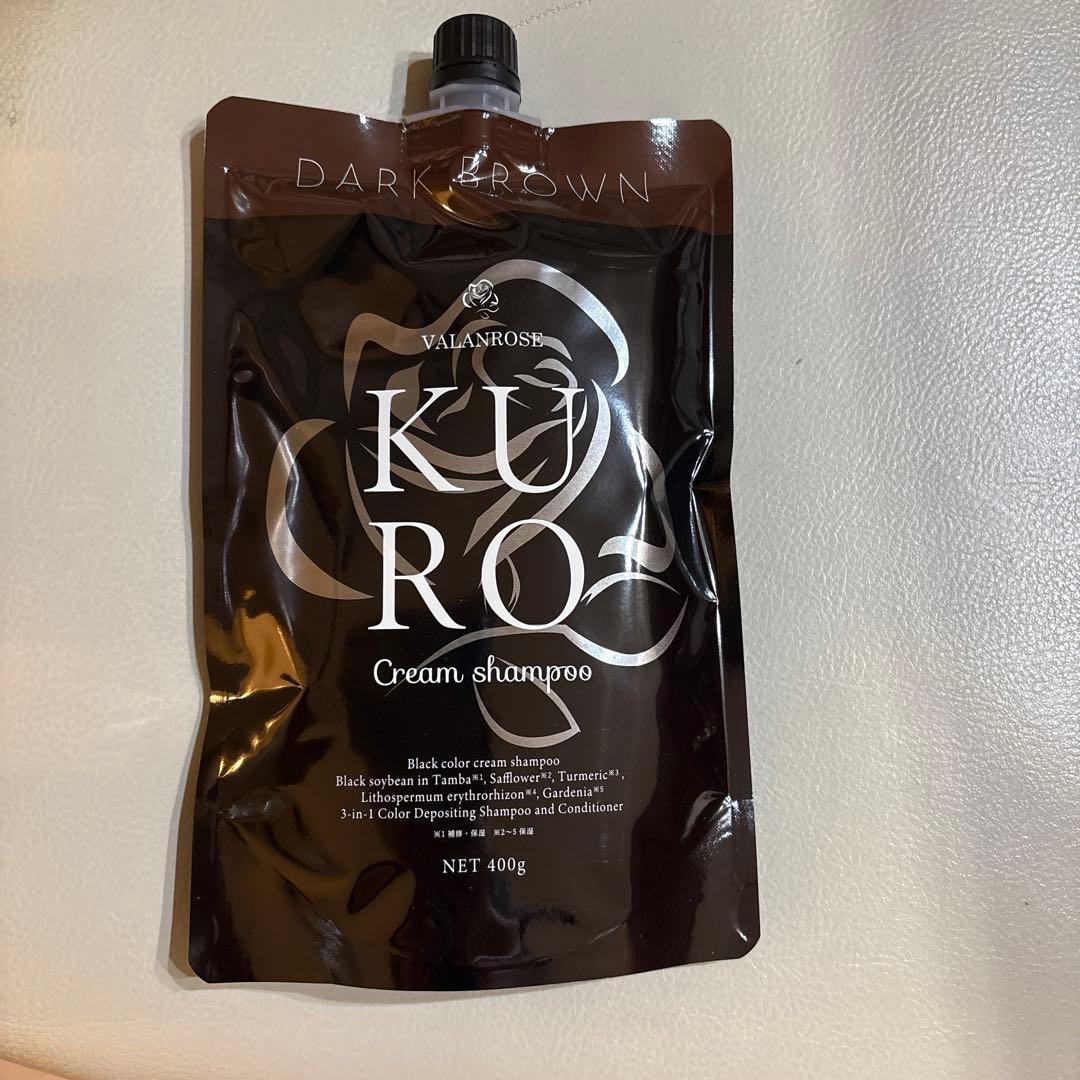 DARK BROWN
VALANROSE
KU
RO
Cream shampoo
Black color cream shampoo
Black soybean in Tamba※1, Safflower※2, Turmeric※3,
Lithospermum erythrorhizon※4, Gardenia※5
3-in-1 Color Depositing Shampoo and Conditioner
※1 補修・保湿 ※2～5 保湿
NET 400g